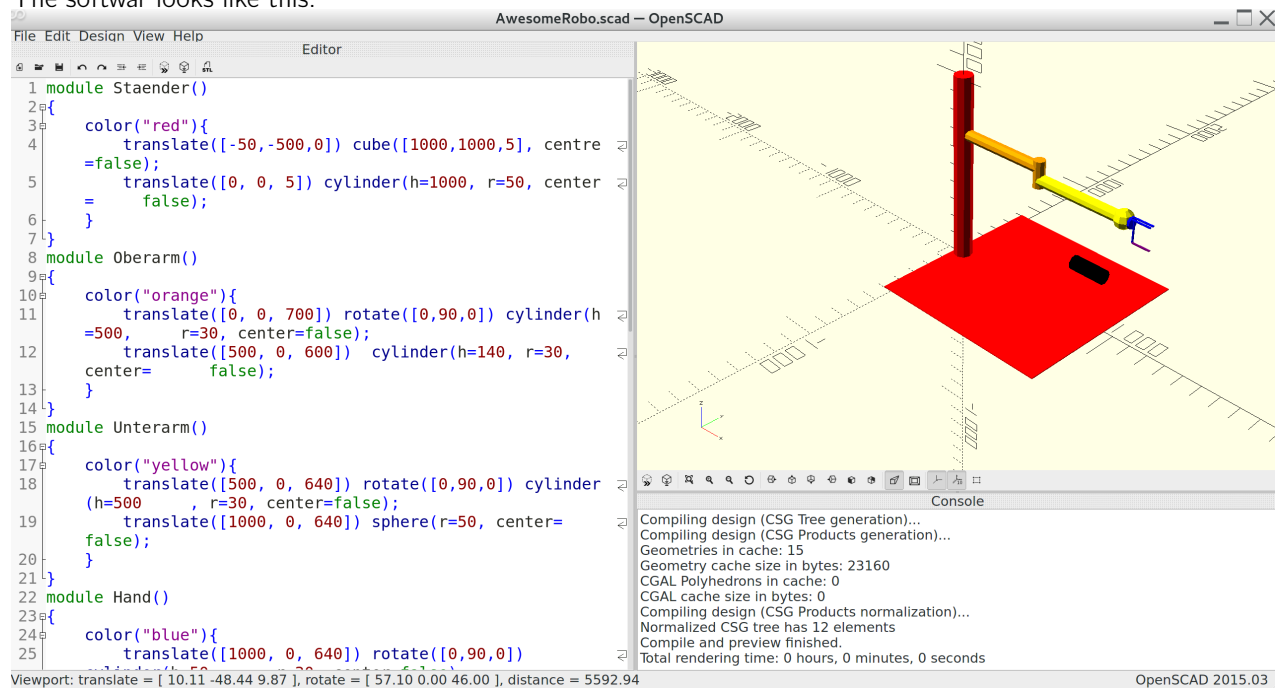 The softwar looks like this:
AwesomeRobo.scad — OpenSCAD
File Edit Design View Help
Editor
STL
1 module Staender()
2 {
3 color("red"){
4 translate([-50,-500,0]) cube([1000,1000,5], centre
=false);
5 translate([0, 0, 5]) cylinder(h=1000, r=50, center
= false);
6 }
7 }
8 module Oberarm()
9 {
10 color("orange"){
11 translate([0, 0, 700]) rotate([0,90,0]) cylinder(h
=500, r=30, center=false);
12 translate([500, 0, 600]) cylinder(h=140, r=30,
center= false);
13 }
14 }
15 module Unterarm()
16 {
17 color("yellow"){
18 translate([500, 0, 640]) rotate([0,90,0]) cylinder
(h=500 , r=30, center=false);
19 translate([1000, 0, 640]) sphere(r=50, center=
false);
20 }
21 }
22 module Hand()
23 {
24 color("blue"){
25 translate([1000, 0, 640]) rotate([0,90,0])
Console
Compiling design (CSG Tree generation)...
Compiling design (CSG Products generation)...
Geometries in cache: 15
Geometry cache size in bytes: 23160
CGAL Polyhedrons in cache: 0
CGAL cache size in bytes: 0
Compiling design (CSG Products normalization)...
Normalized CSG tree has 12 elements
Compile and preview finished.
Total rendering time: 0 hours, 0 minutes, 0 seconds
Viewport: translate = [ 10.11 -48.44 9.87 ], rotate = [ 57.10 0.00 46.00 ], distance = 5592.94
OpenSCAD 2015.03